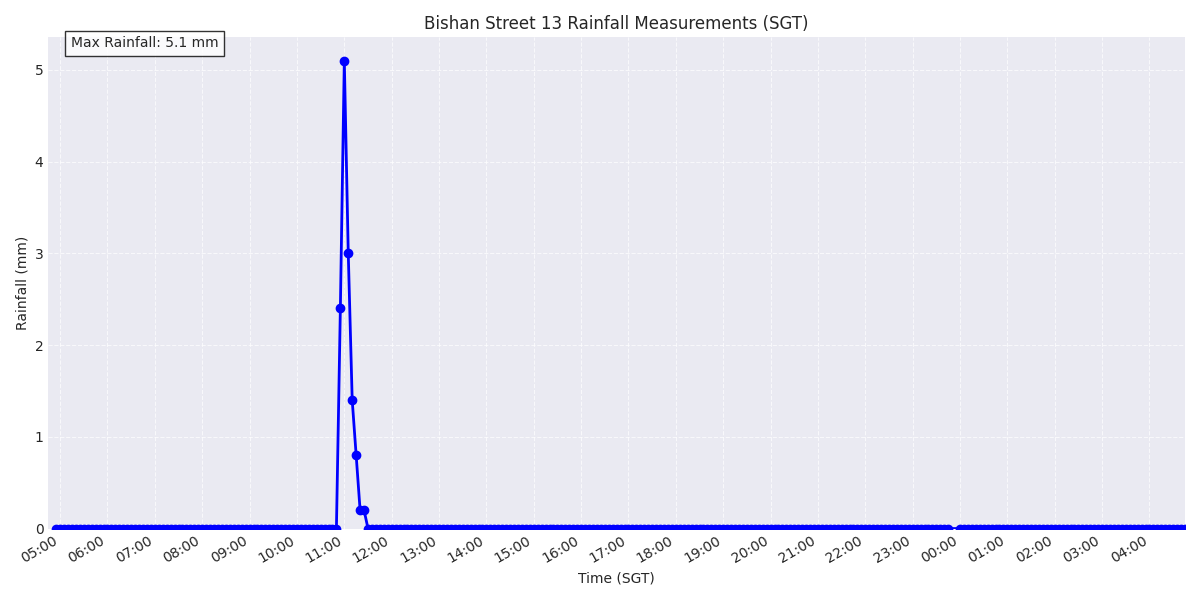 Bishan Street 13 Rainfall Measurements (SGT)
Max Rainfall: 5.1 mm
5
4
3
2
1
0
Rainfall (mm)
05:00 06:00 07:00 08:00 09:00 10:00 11:00 12:00 13:00 14:00 15:00 16:00 17:00 18:00 19:00 20:00 21:00 22:00 23:00 00:00 01:00 02:00 03:00 04:00
Time (SGT)